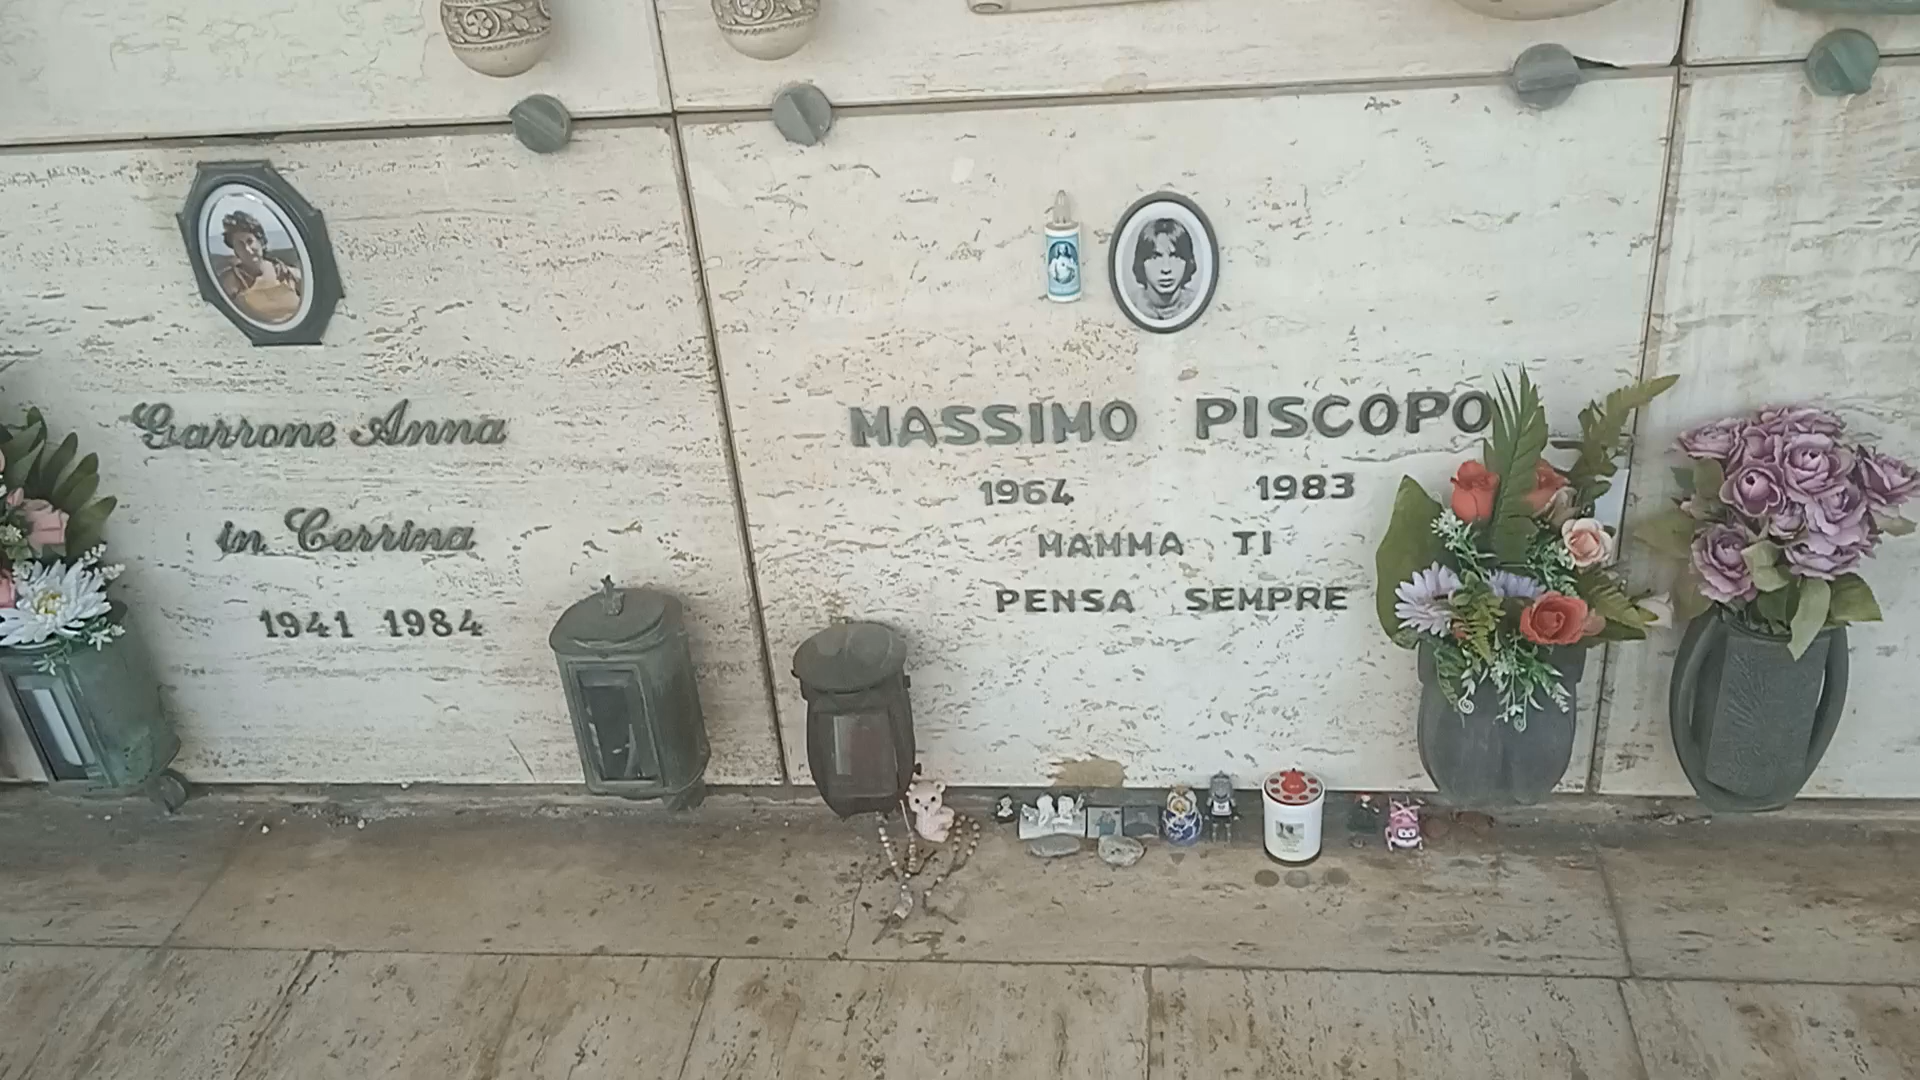 Garrone Anna
in Cerrina
1941 1984
MASSIMO PISCOPO
1964 1983
MAMMA TI
PENSA SEMPRE